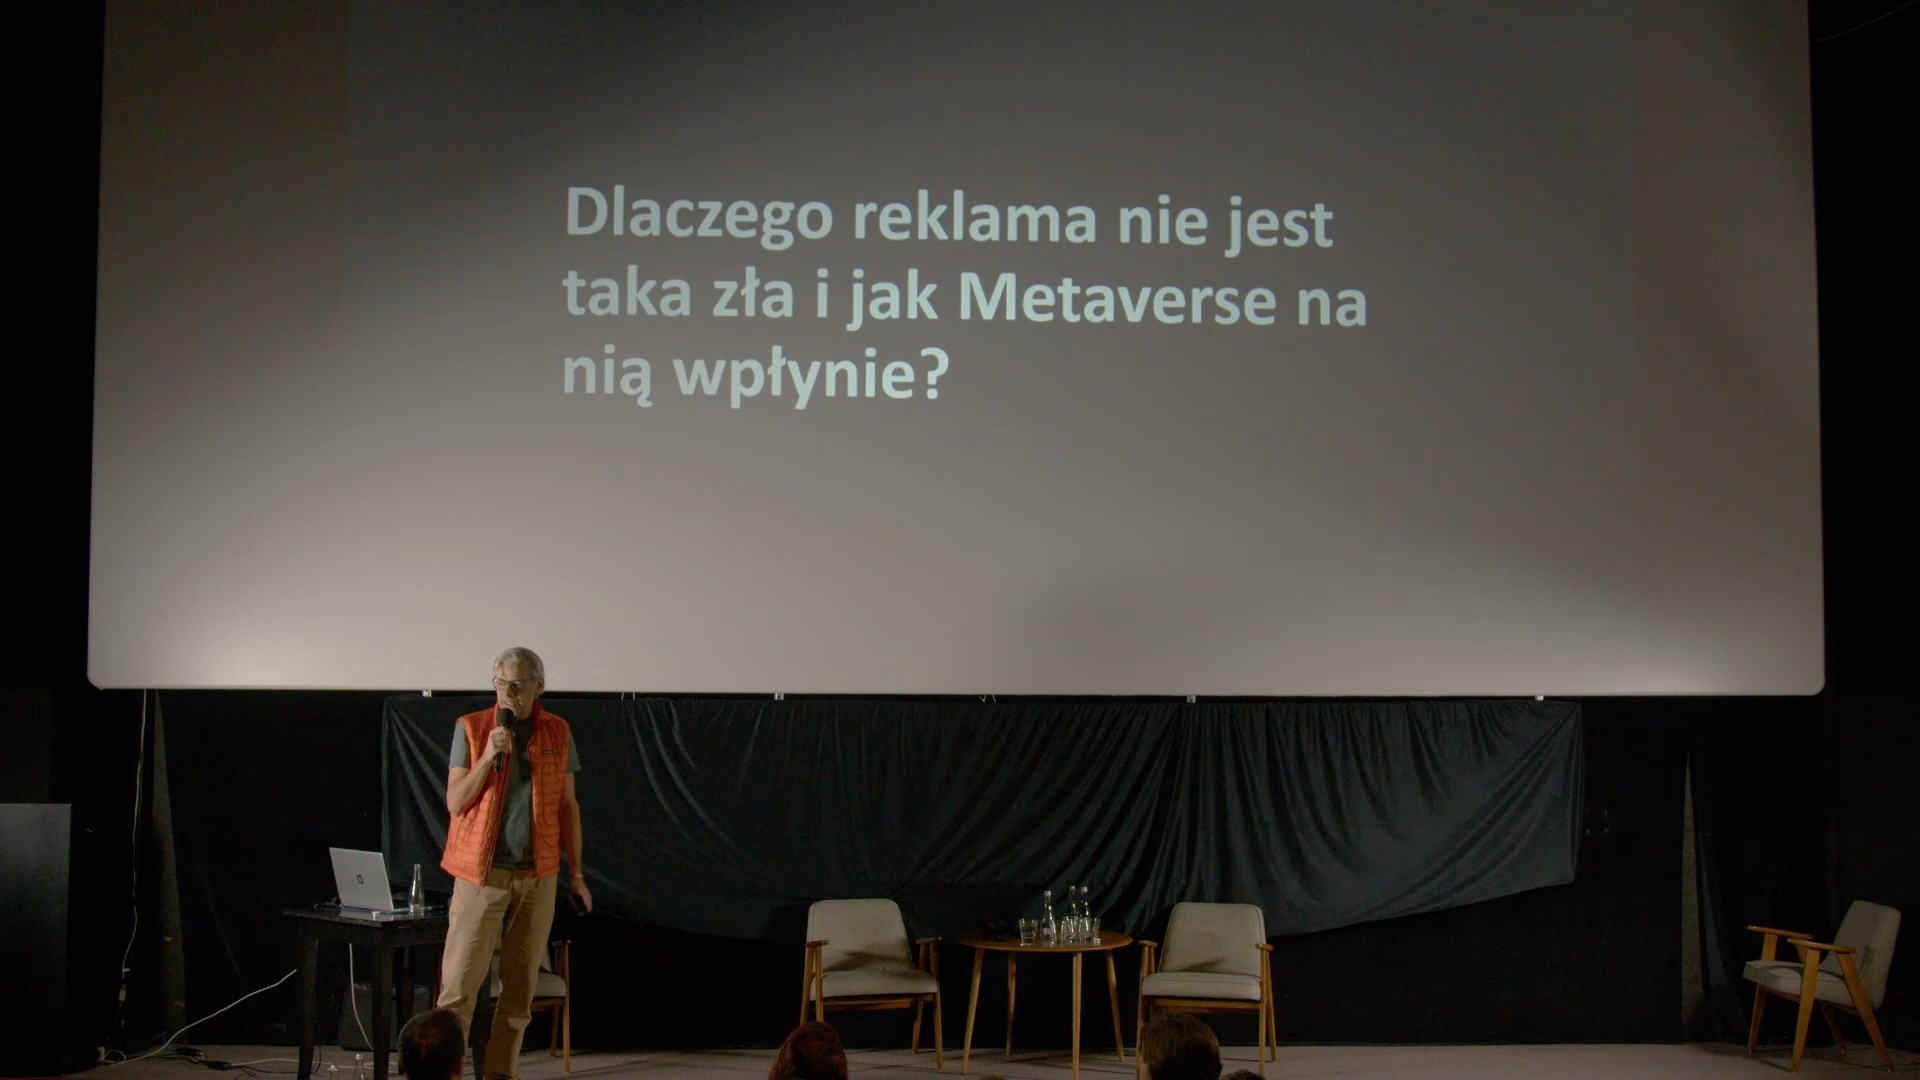 Dlaczego reklama nie jest
taka zła i jak Metaverse na
nią wpłynie?